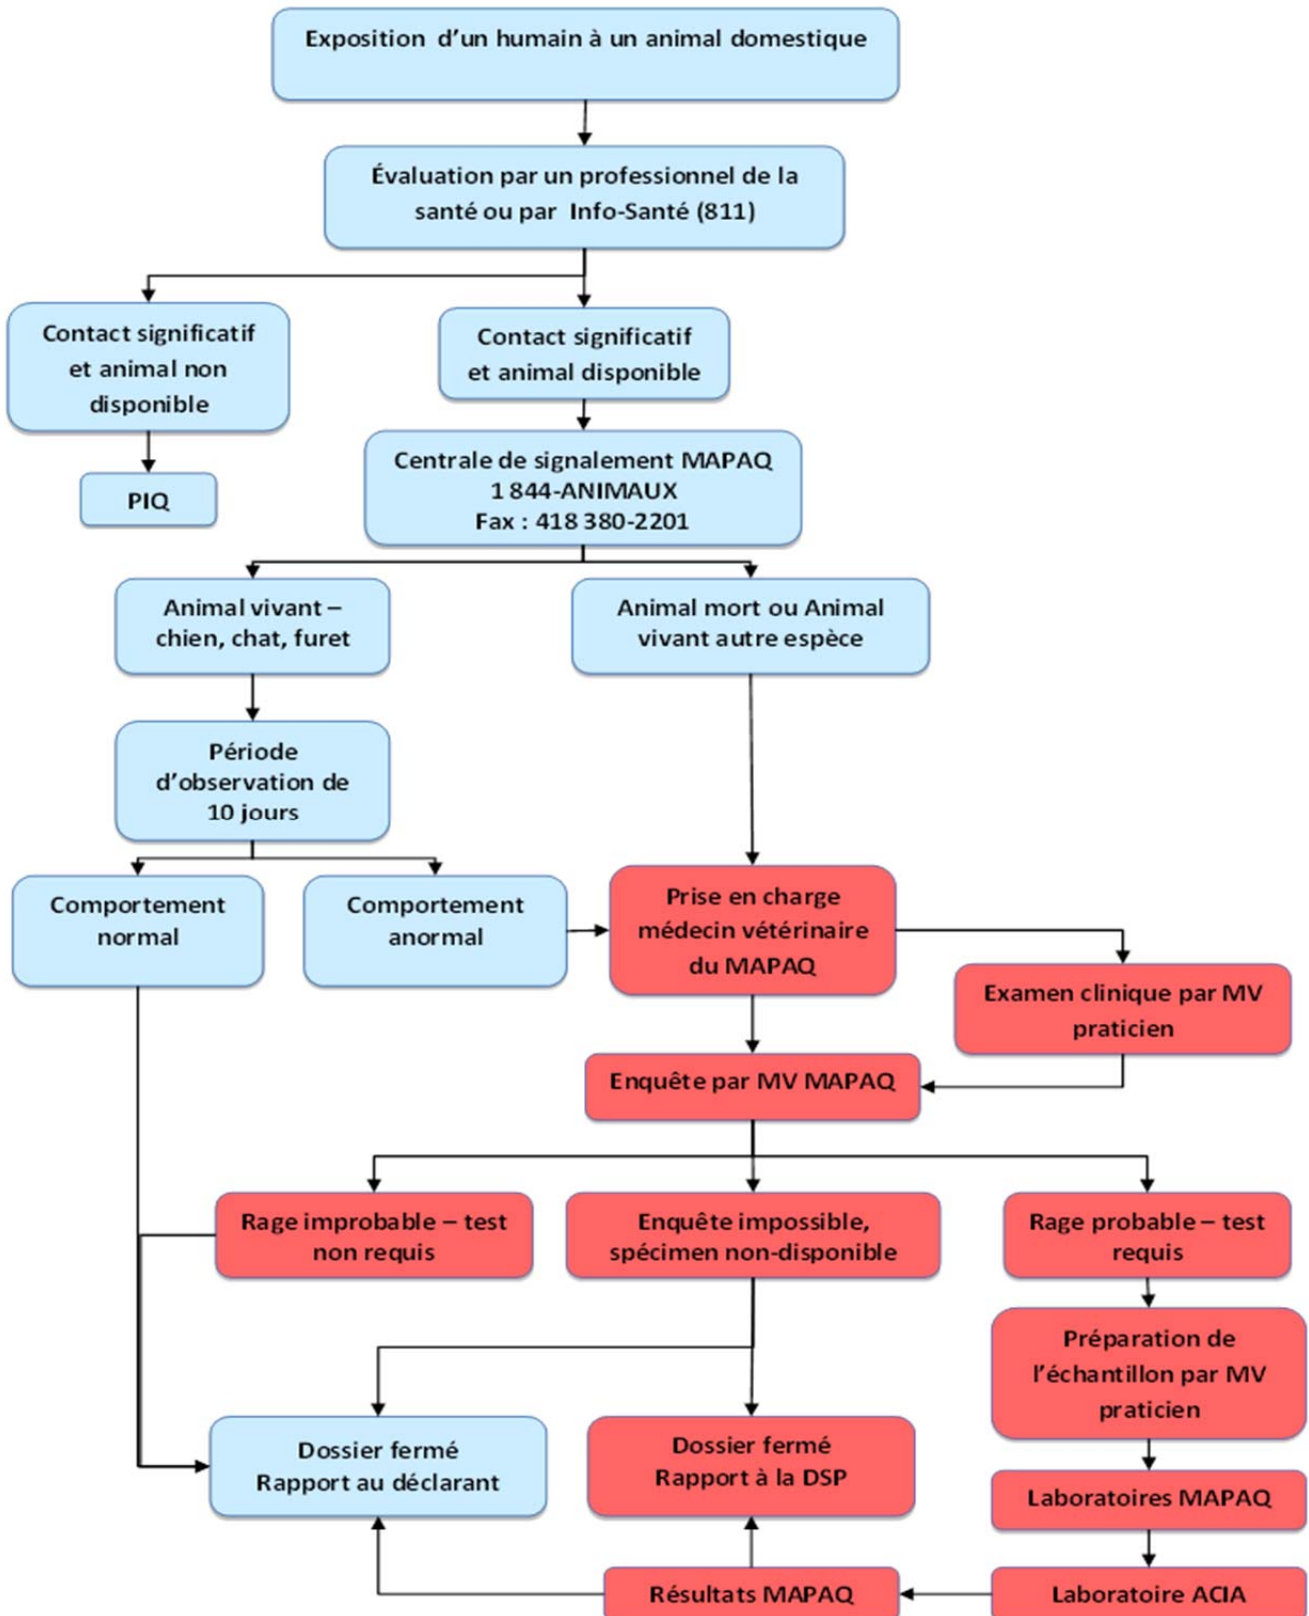 Exposition d’un humain à un animal domestique
Évaluation par un professionnel de la
santé ou par Info-Santé (811)
Contact significatif
et animal non
disponible
Contact significatif
et animal disponible
PIQ
Centrale de signalement MAPAQ
1 844-ANIMAUX
Fax : 418 380-2201
Animal vivant –
chien, chat, furet
Animal mort ou Animal
vivant autre espèce
Période
d’observation de
10 jours
Comportement
normal
Comportement
anormal
Prise en charge
médecin vétérinaire
du MAPAQ
Examen clinique par MV
praticien
Enquête par MV MAPAQ
Rage improbable – test
non requis
Enquête impossible,
spécimen non-disponible
Rage probable – test
requis
Préparation de
l’échantillon par MV
praticien
Dossier fermé
Rapport au déclarant
Dossier fermé
Rapport à la DSP
Laboratoires MAPAQ
Résultats MAPAQ
Laboratoire ACIA